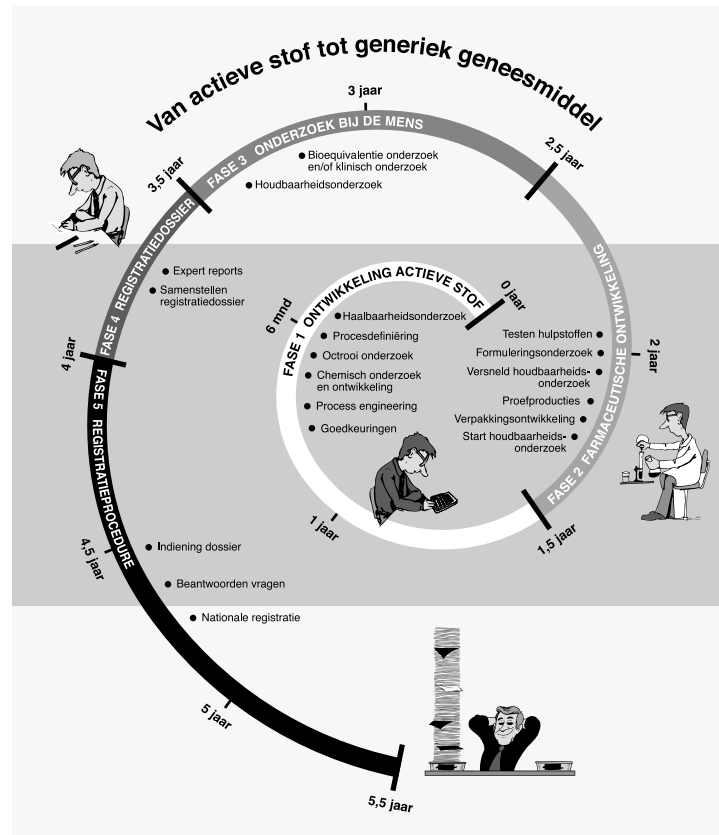 Van actieve stof tot generiek geneesmiddel
0 jaar
FASE 1 ONTWIKKELING ACTIEVE STOF
Haalbaarheidsonderzoek
Procesdefiniëring
Octrooi onderzoek
Chemisch onderzoek
en ontwikkeling
Process engineering
Goedkeuringen
6 mnd
1 jaar
1,5 jaar
FASE 2 FARMACEUTISCHE ONTWIKKELING
Testen hulpstoffen
Formuleringsonderzoek
Versneld houdbaarheids-
onderzoek
Proefproducties
Verpakkingsontwikkeling
Start houdbaarheids-
onderzoek
2 jaar
2,5 jaar
FASE 3 ONDERZOEK BIJ DE MENS
Bioequivalentie onderzoek
en/of klinisch onderzoek
Houdbaarheidsonderzoek
3 jaar
3,5 jaar
FASE 4 REGISTRATIEDOSSIER
Expert reports
Samenstellen
registratiedossier
4 jaar
FASE 5 REGISTRATIEPROCEDURE
Indiening dossier
Beantwoorden vragen
Nationale registratie
4,5 jaar
5 jaar
5,5 jaar